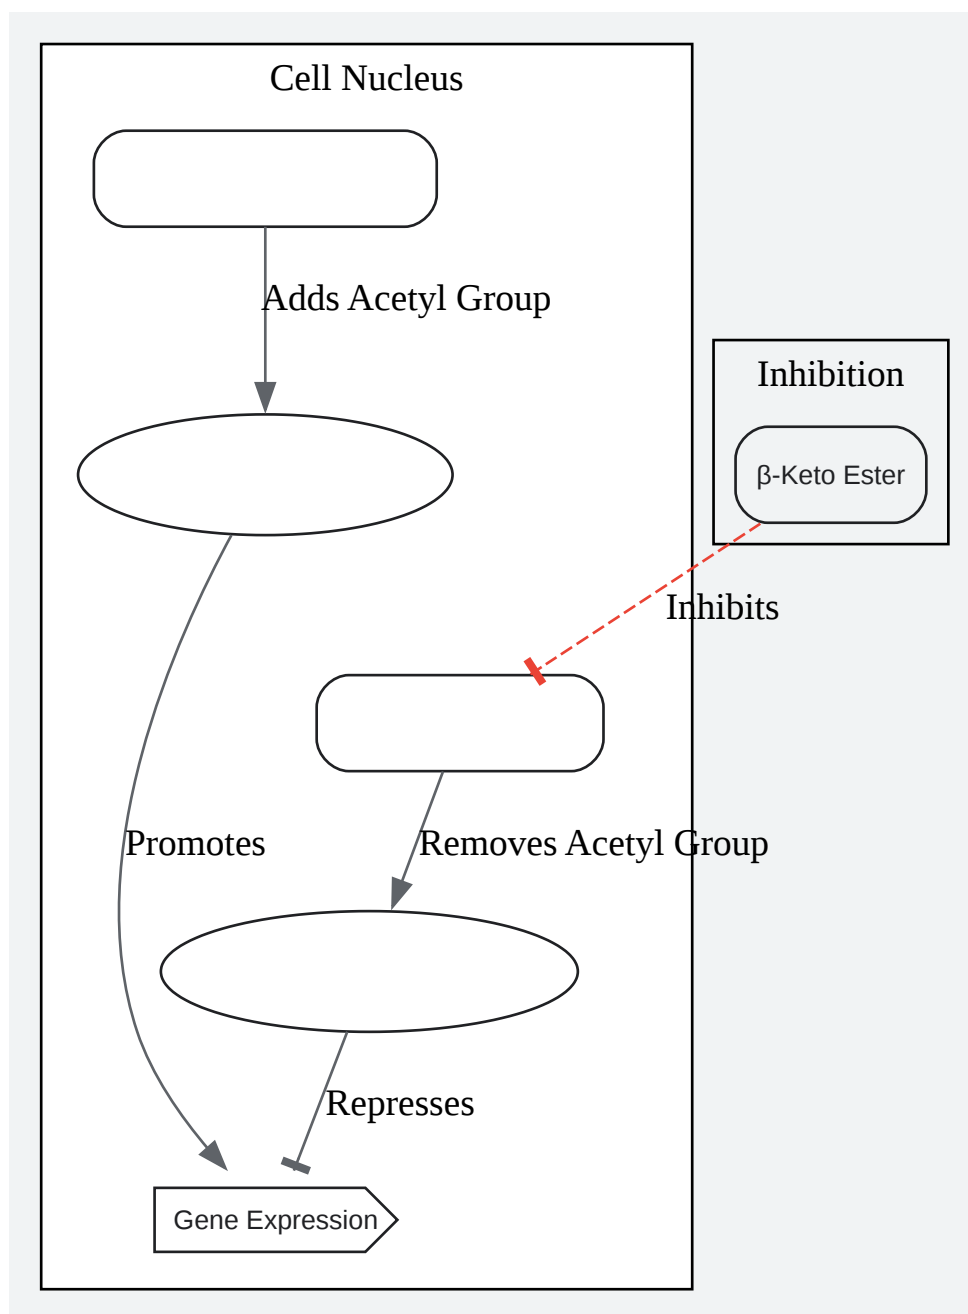 Cell Nucleus
Adds Acetyl Group
Inhibition
β-Keto Ester
Inhibits
Promotes
Removes Acetyl Group
Represses
Gene Expression